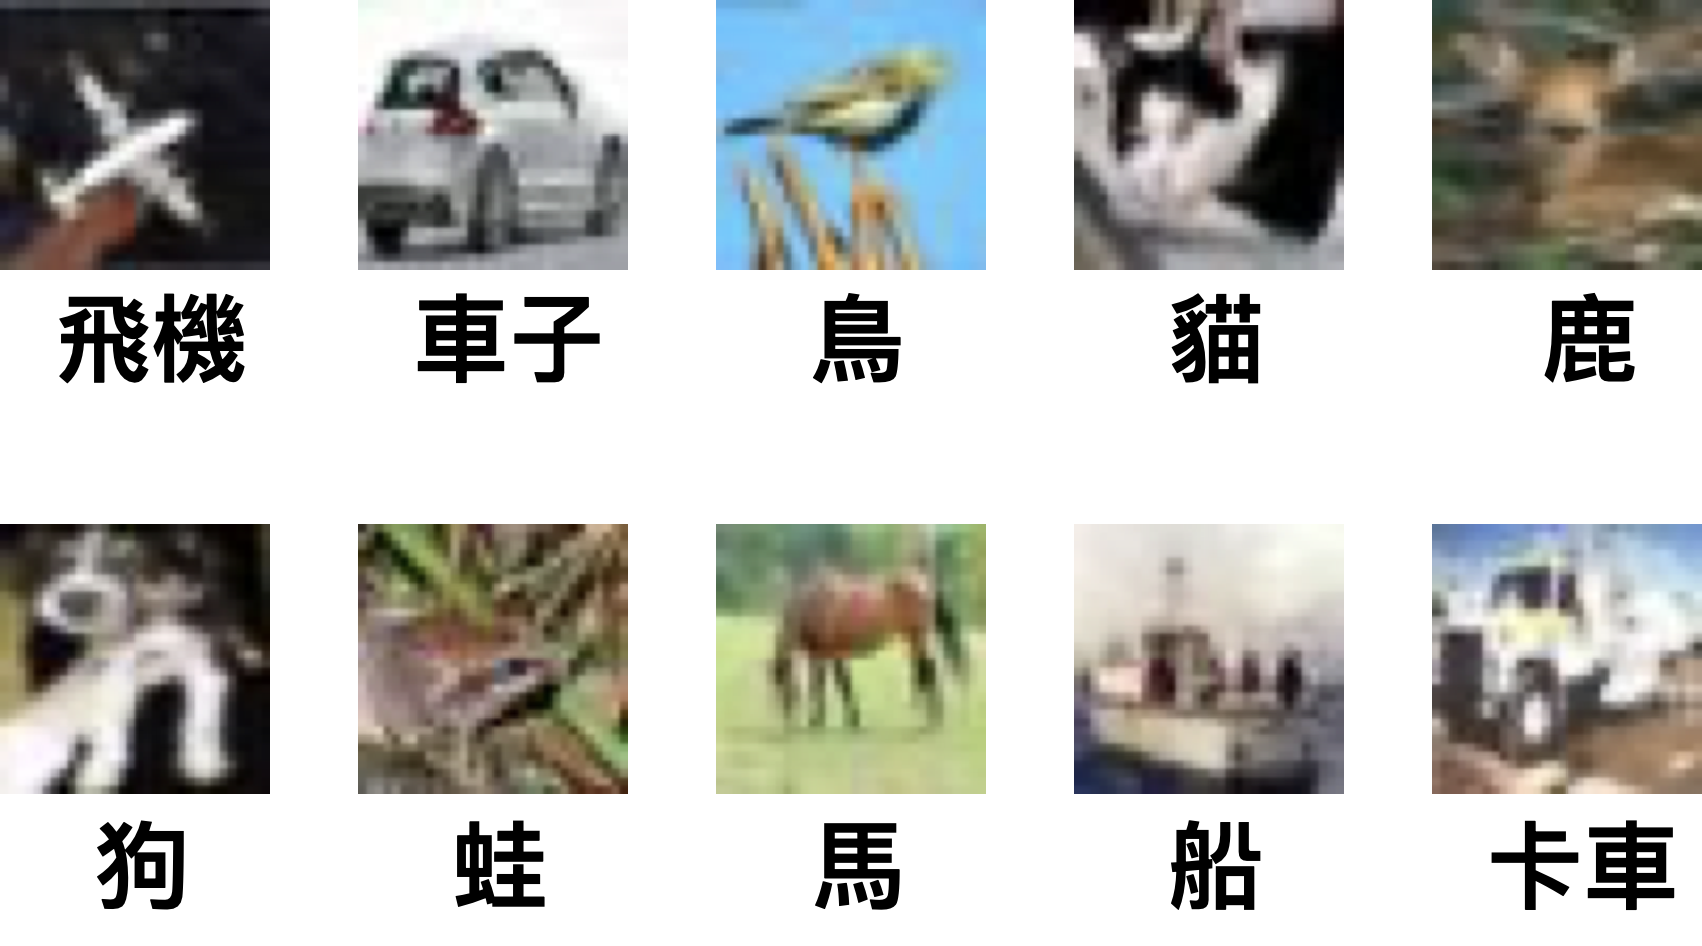 飛機 車子 鳥 貓 鹿
狗 蛙 馬 船 卡車